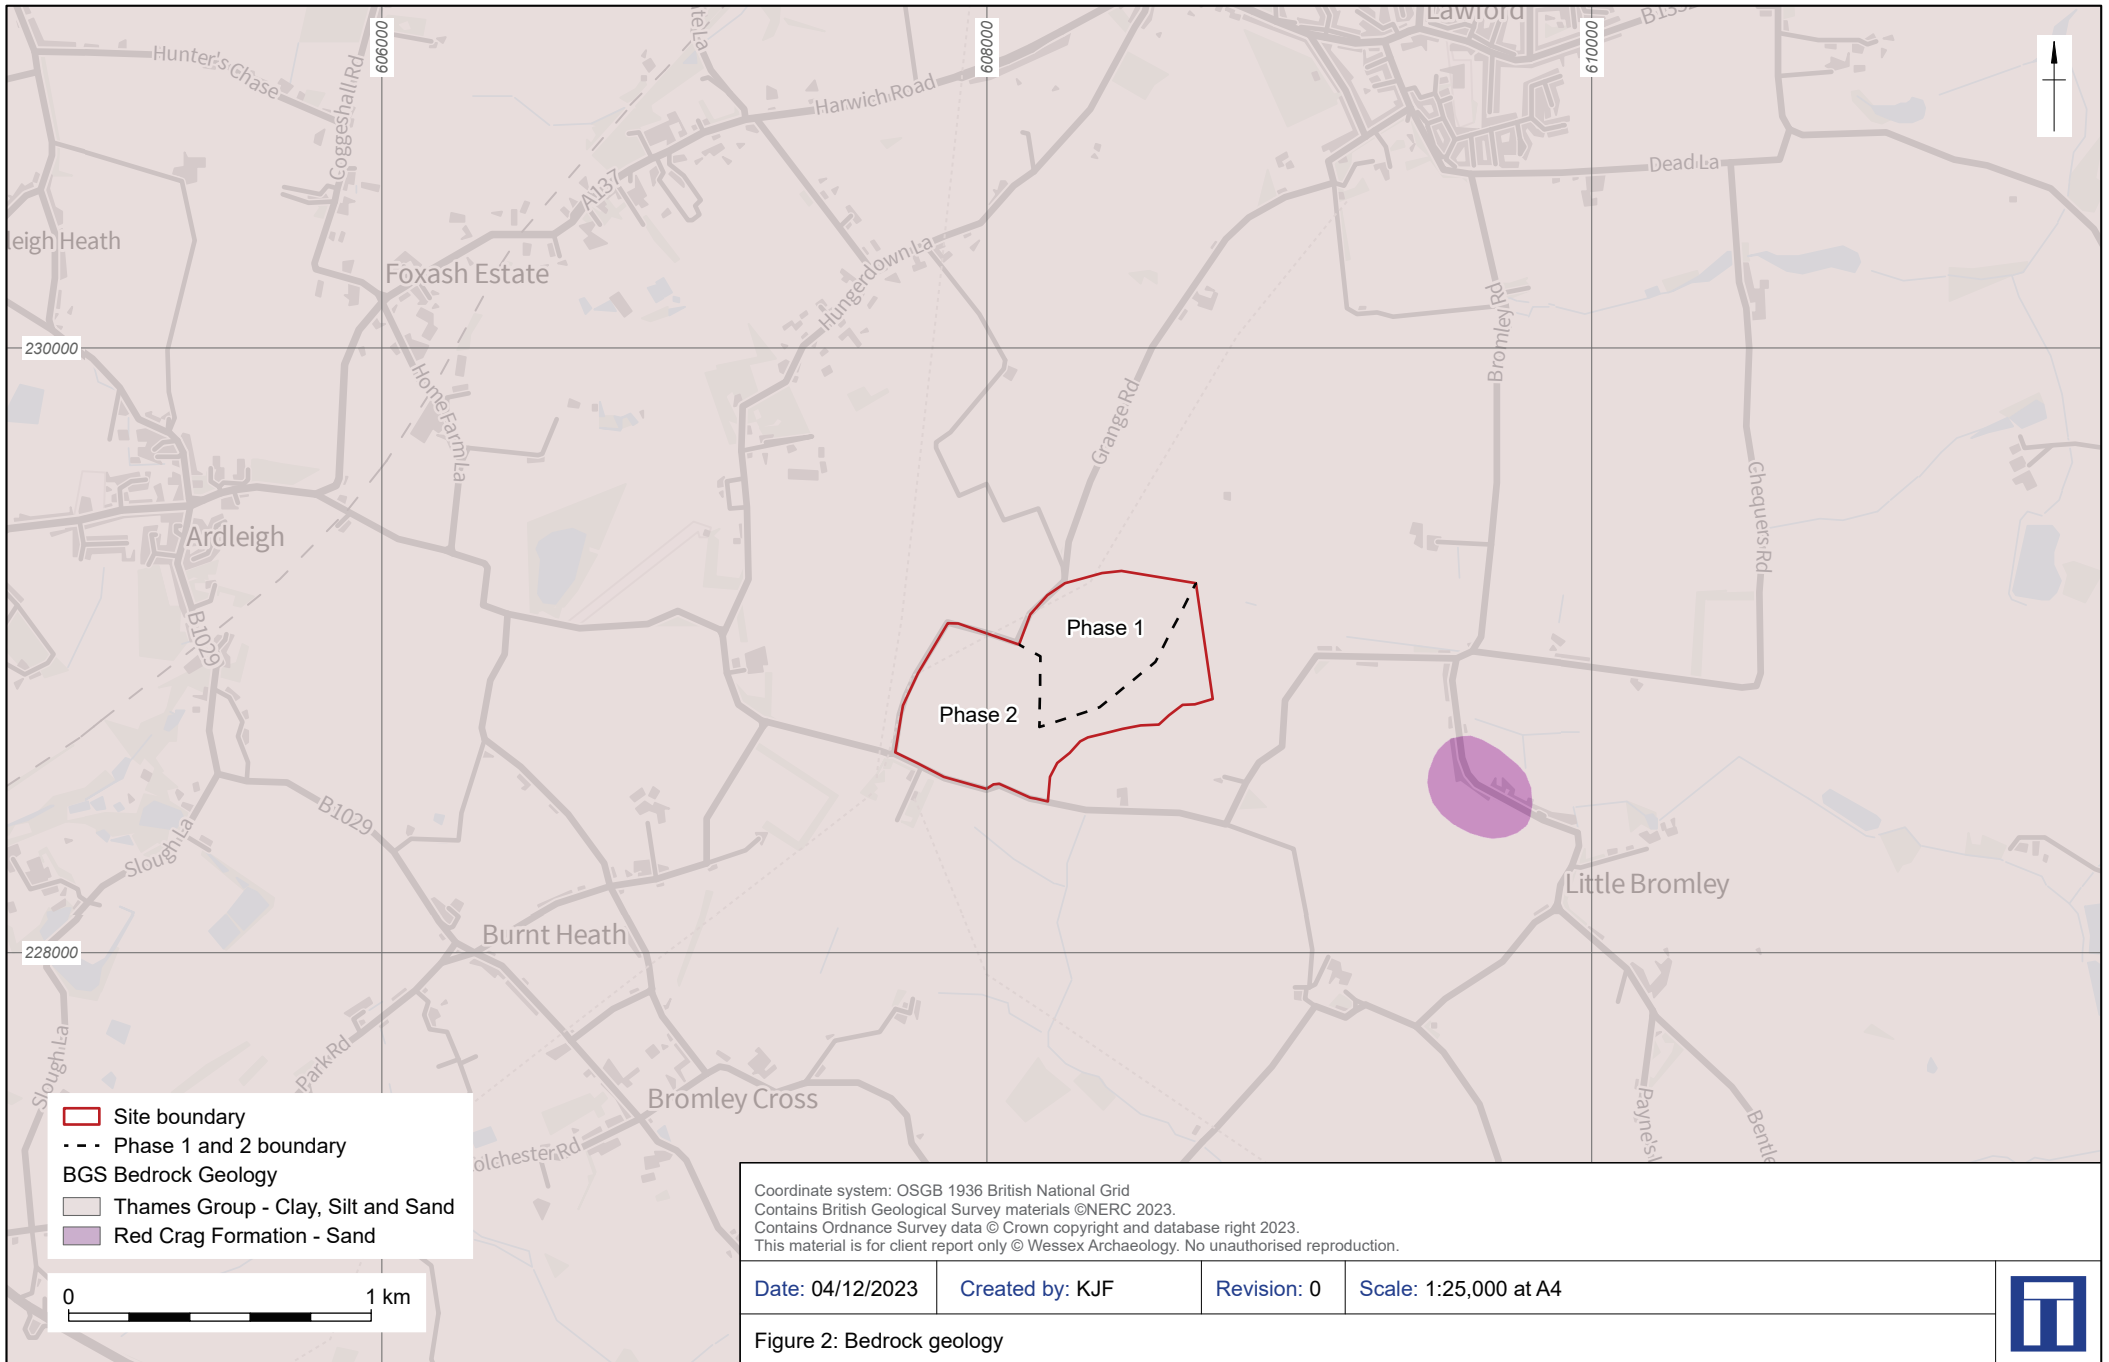 606000
608000
610000
Lawford
Hunter's Chase
Coggeshall Rd
Harwich Road
A137
Dead La
leigh Heath
Foxash Estate
Hungerdown La
Bromley Rd
230000
Home Farm La
Grange Rd
Chequers Rd
Ardleigh
B1029
Phase 1
Phase 2
B1029
Slough La
Little Bromley
Burnt Heath
228000
Slough La
Park Rd
Bromley Cross
olchester Rd
Payne's L
Bentle
Site boundary
Phase 1 and 2 boundary
BGS Bedrock Geology
Thames Group - Clay, Silt and Sand
Red Crag Formation - Sand
0 1 km
Coordinate system: OSGB 1936 British National Grid
Contains British Geological Survey materials ©NERC 2023.
Contains Ordnance Survey data © Crown copyright and database right 2023.
This material is for client report only © Wessex Archaeology. No unauthorised reproduction.
Date: 04/12/2023 Created by: KJF Revision: 0 Scale: 1:25,000 at A4
Figure 2: Bedrock geology